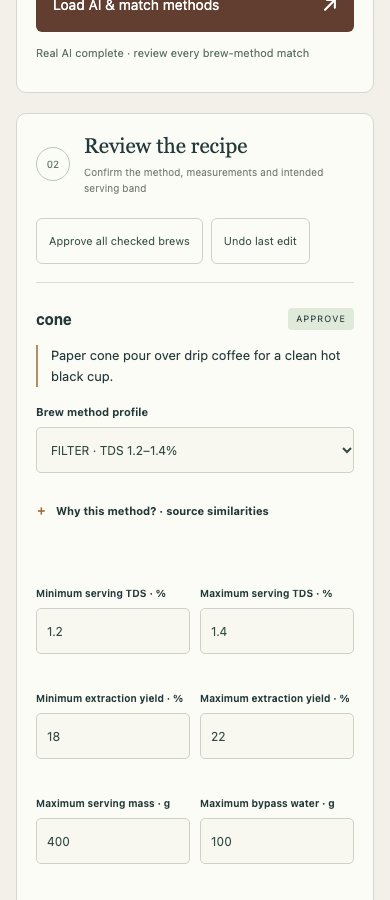 Load AI & match methods
Real AI complete · review every brew-method match
02
Review the recipe
Confirm the method, measurements and intended
serving band
Approve all checked brews
Undo last edit
cone
APPROVE
Paper cone pour over drip coffee for a clean hot
black cup.
Brew method profile
FILTER · TDS 1.2–1.4%
+ Why this method? · source similarities
Minimum serving TDS · %
Maximum serving TDS · %
1.2
1.4
Minimum extraction yield · %
Maximum extraction yield · %
18
22
Maximum serving mass · g
Maximum bypass water · g
400
100